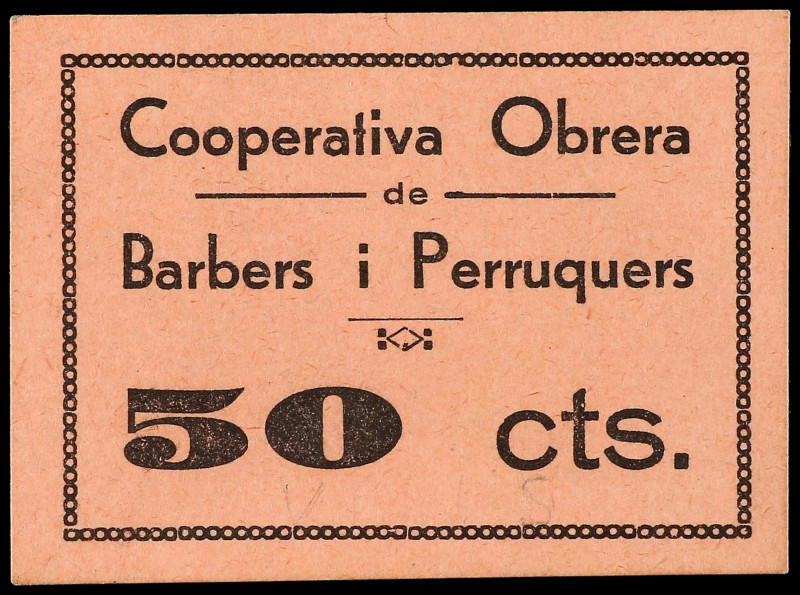 Cooperativa Obrera
de
Barbers i Perruquers
50 cts.